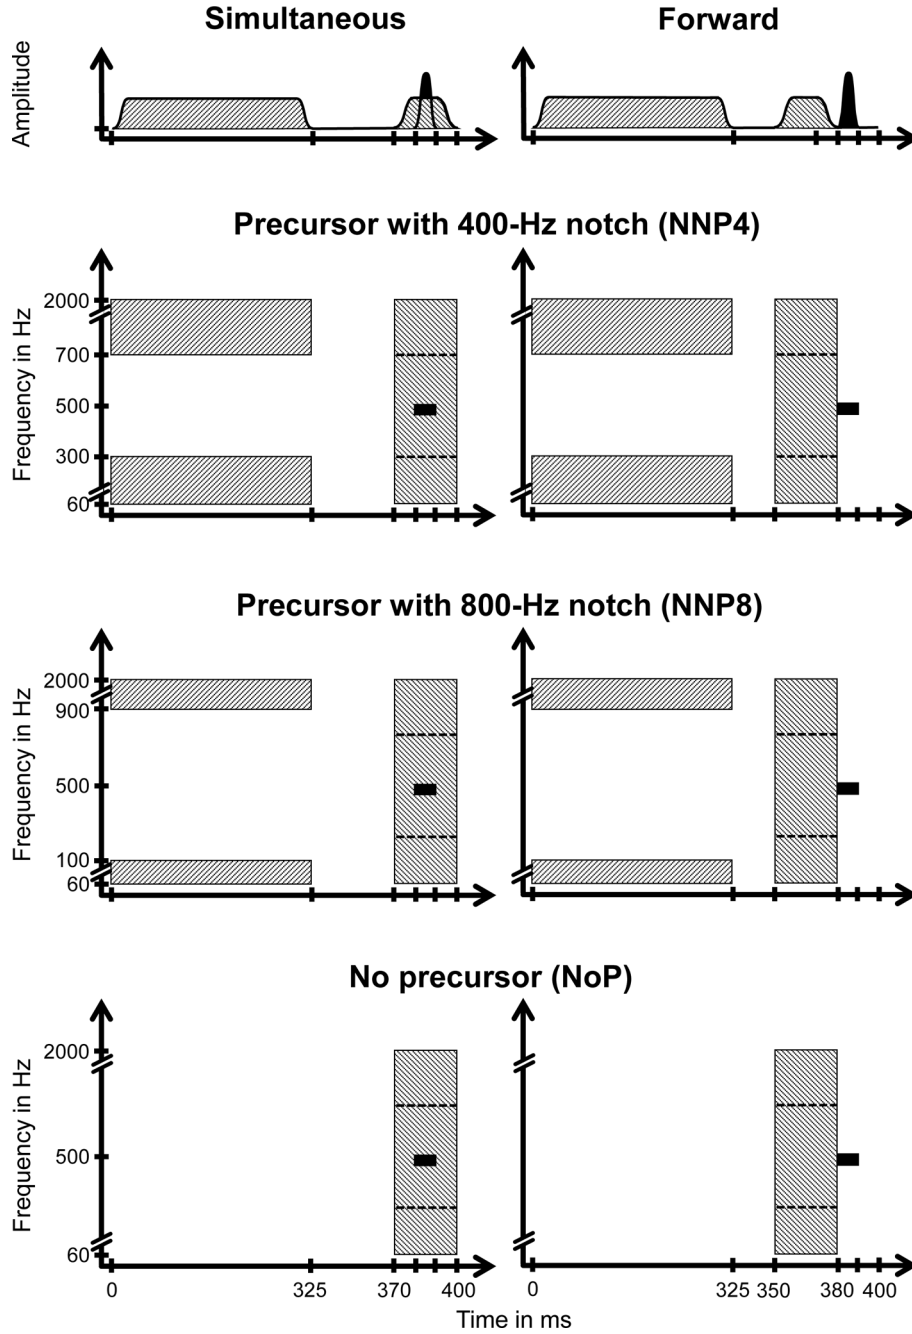 Simultaneous
Forward
Amplitude
Precursor with 400-Hz notch (NNP4)
Frequency in Hz
2000
700
500
300
60
Precursor with 800-Hz notch (NNP8)
Frequency in Hz
2000
900
500
100
60
No precursor (NoP)
Frequency in Hz
2000
500
60
0 325 370 400
0 325 350 380 400
Time in ms